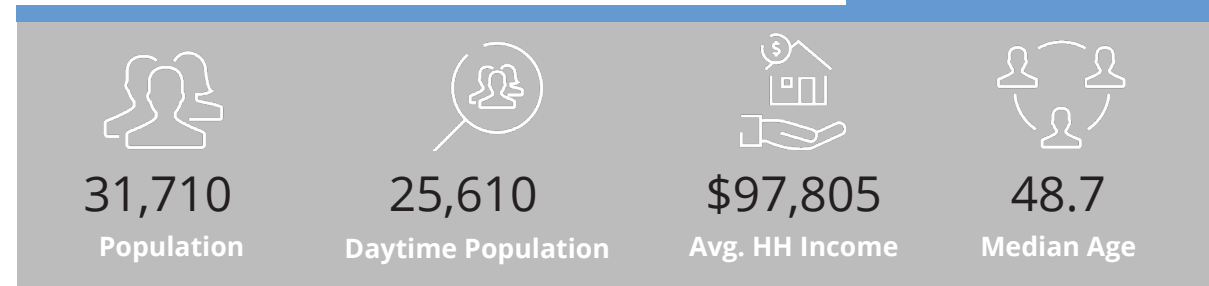 31,710
Population
25,610
Daytime Population
$
$97,805
Avg. HH Income
48.7
Median Age